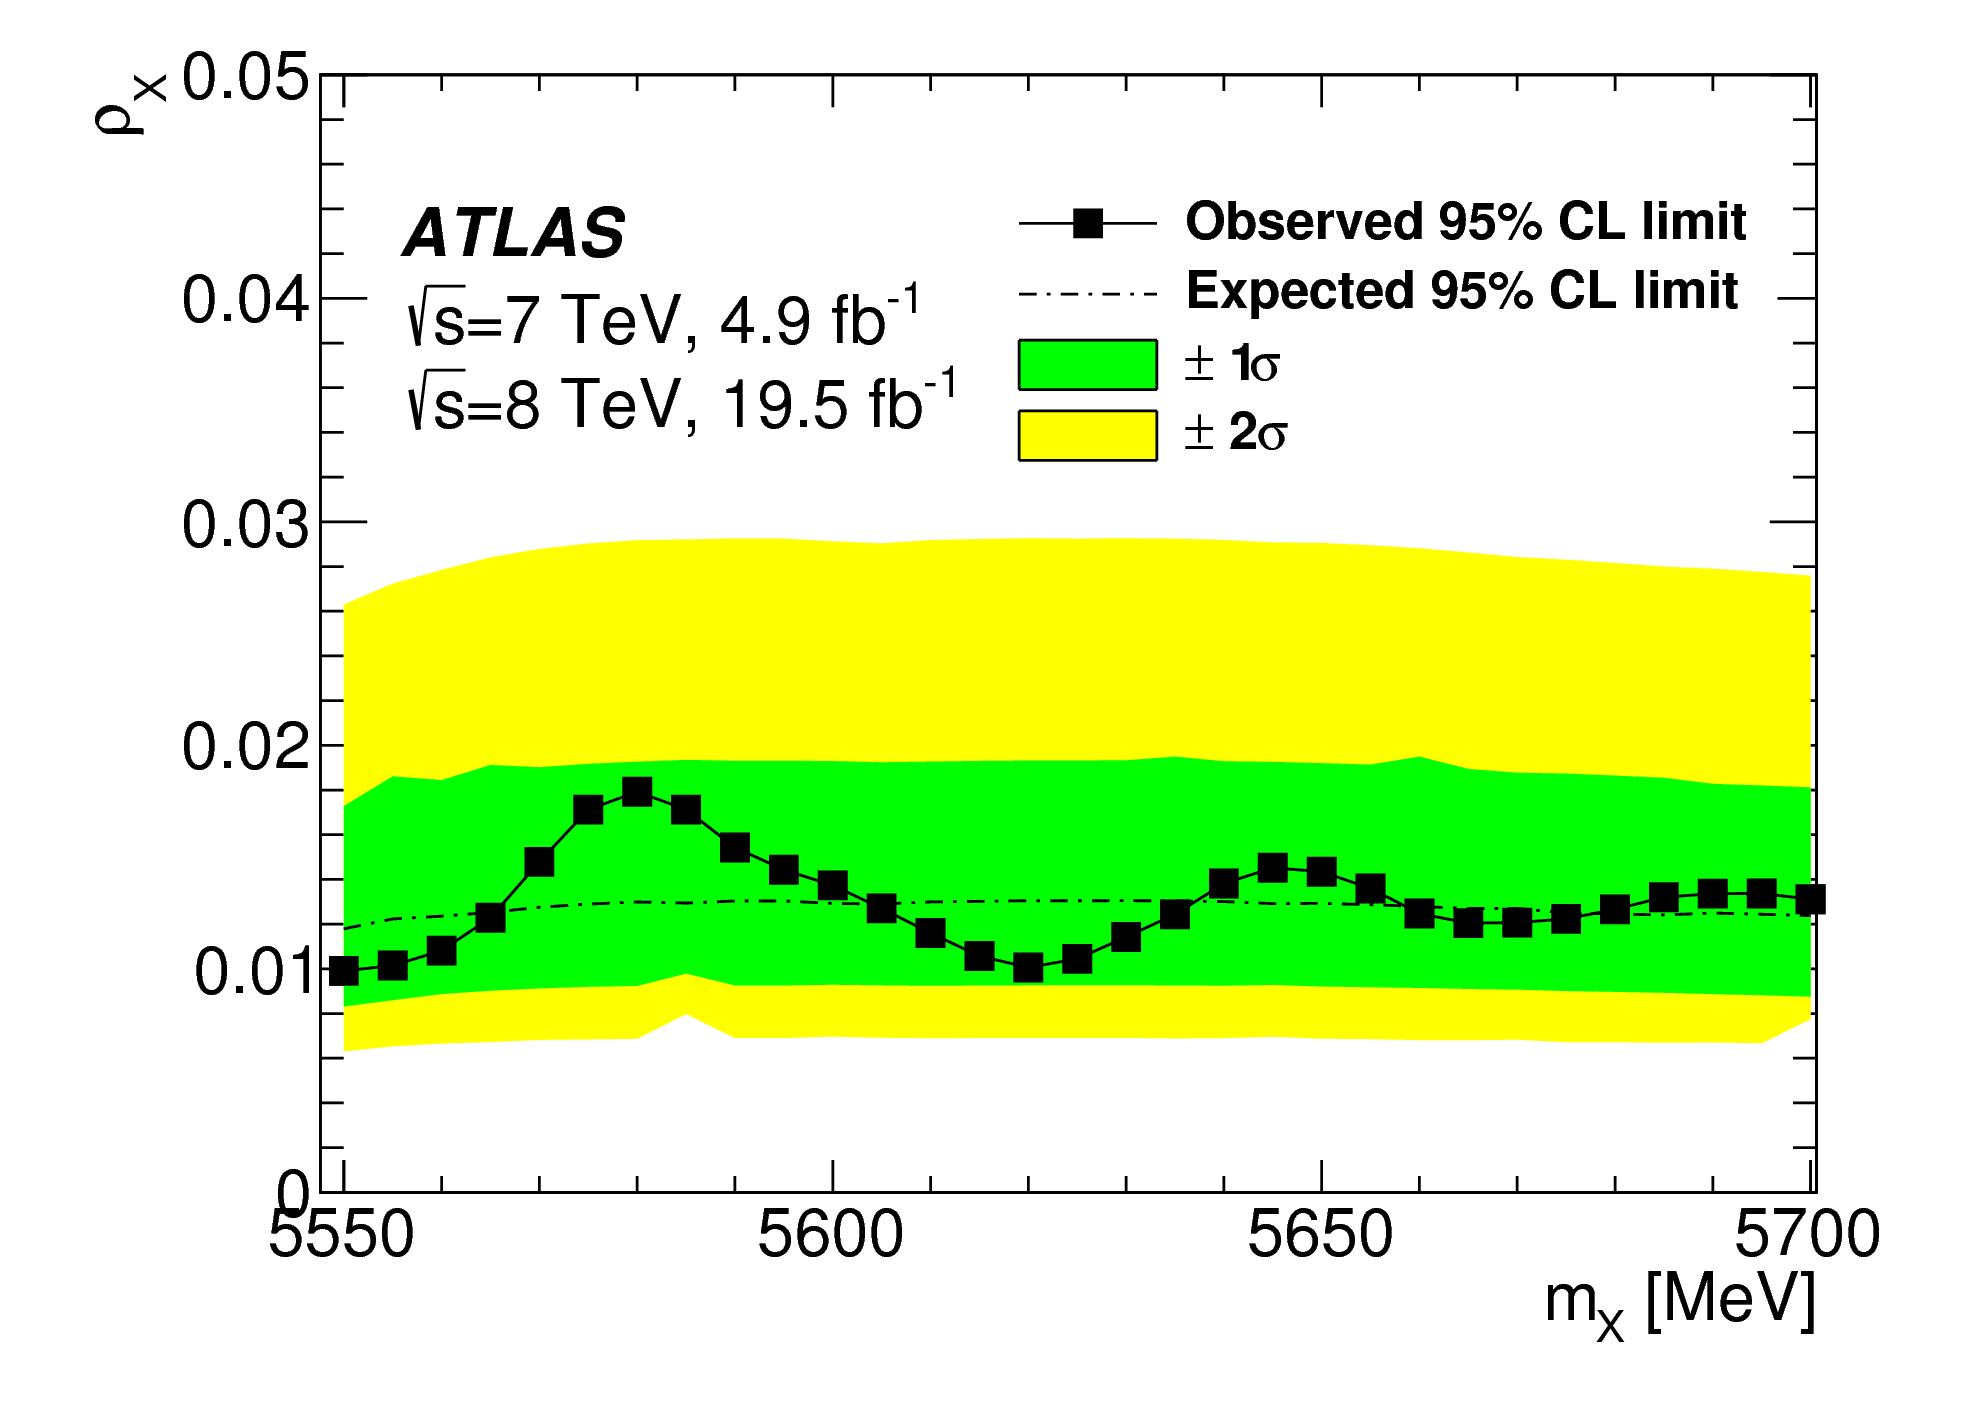 ρ_X
0.05
0.04
0.03
0.02
0.01
0
ATLAS
√s=7 TeV, 4.9 fb⁻¹
√s=8 TeV, 19.5 fb⁻¹
Observed 95% CL limit
Expected 95% CL limit
± 1σ
± 2σ
5550 5600 5650 5700
m_X [MeV]